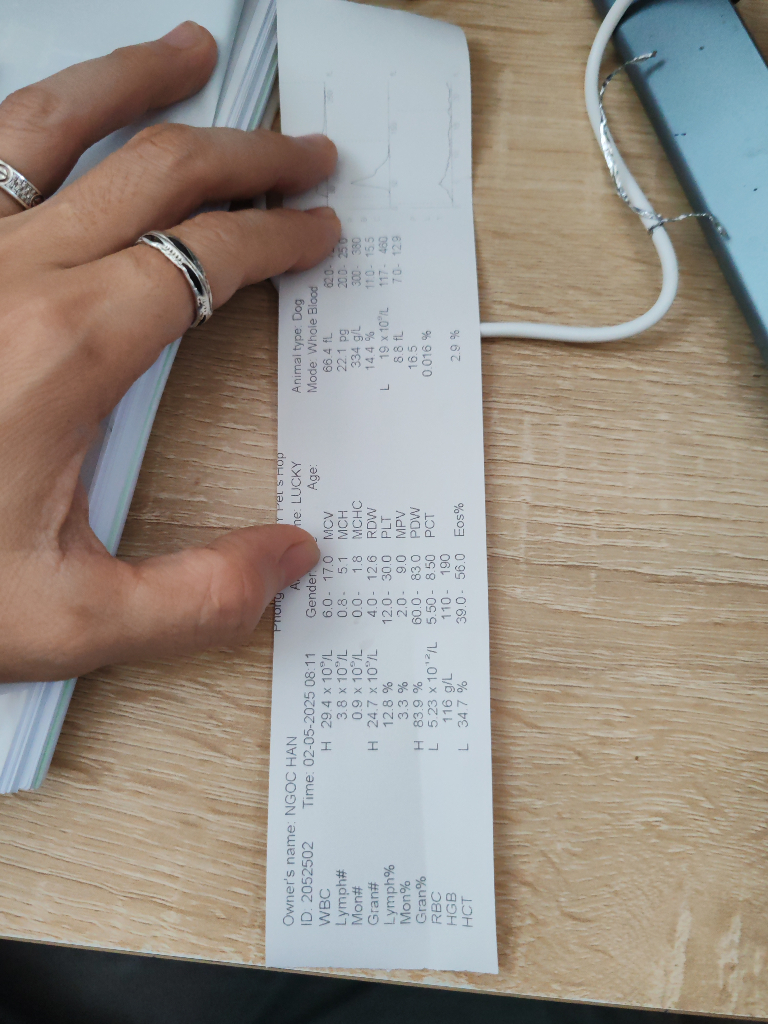 Pet's Hop
Owner's name: NGOC HAN LUCKY Animal type: Dog
ID: 2052502 Time: 02-05-2025 08:11 Gender Age: Mode: Whole Blood
WBC H 29.4 x 10⁹/L 6.0 - 17.0 MCV 66.4 fL 62.0 -
Lymph# 3.8 x 10⁹/L 0.8 - 5.1 MCH 22.1 pg 20.0 - 25.0
Mon# 0.9 x 10⁹/L 0.0 - 1.8 MCHC 334 g/L 300 - 380
Gran# H 24.7 x 10⁹/L 4.0 - 12.6 RDW 14.4 % 11.0 - 15.5
Lymph% 12.8 % 12.0 - 30.0 PLT L 19 x 10⁹/L 117 - 460
Mon% 3.3 % 2.0 - 9.0 MPV 8.8 fL 7.0 - 12.9
Gran% H 83.9 % 60.0 - 83.0 PDW 16.5
RBC L 5.23 x 10¹²/L 5.50 - 8.50 PCT 0.016 %
HGB 116 g/L 110 - 190
HCT L 34.7 % 39.0 - 56.0 Eos% 2.9 %